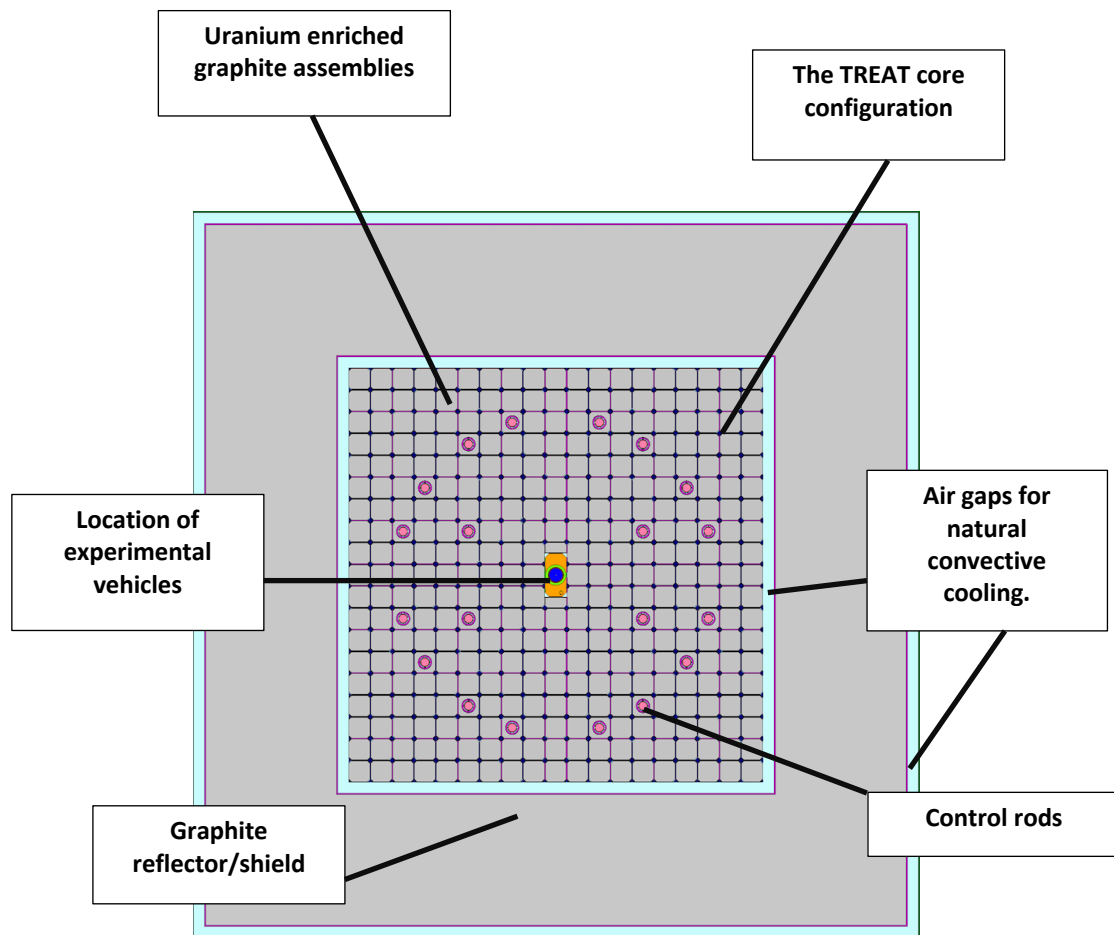 Uranium enriched
graphite assemblies
The TREAT core
configuration
Location of
experimental
vehicles
Air gaps for
natural
convective
cooling.
Graphite
reflector/shield
Control rods